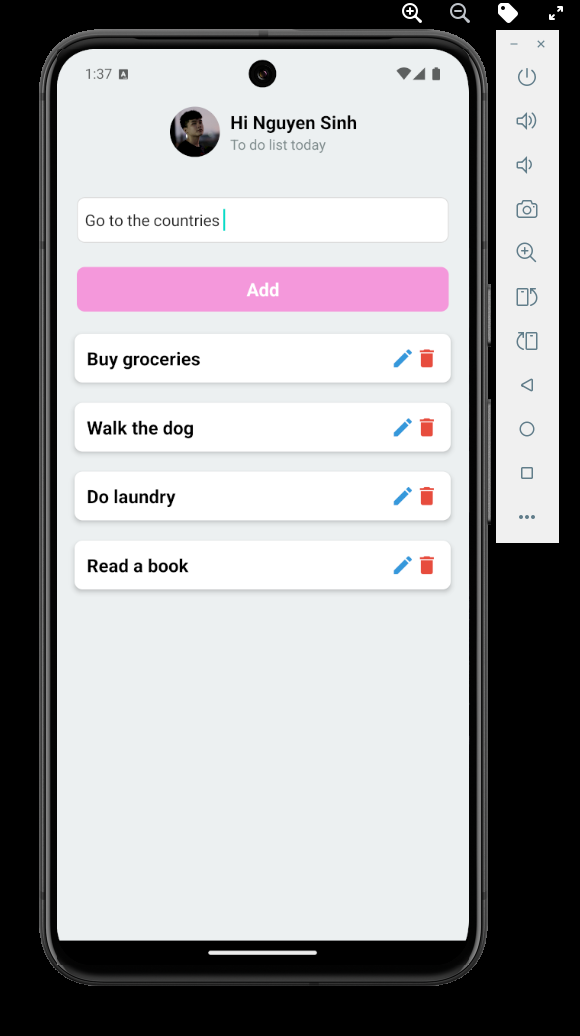 1:37
Hi Nguyen Sinh
To do list today
Go to the countries
Add
Buy groceries
Walk the dog
Do laundry
Read a book